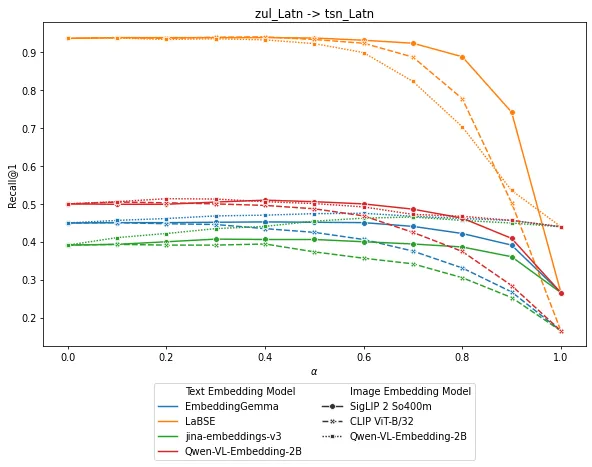 zul_Latn -> tsn_Latn
Recall@1
0.9
0.8
0.7
0.6
0.5
0.4
0.3
0.2
0.0 0.2 0.4 0.6 0.8 1.0
α
Text Embedding Model Image Embedding Model
EmbeddingGemma SigLIP 2 So400m
LaBSE CLIP ViT-B/32
jina-embeddings-v3 Qwen-VL-Embedding-2B
Qwen-VL-Embedding-2B